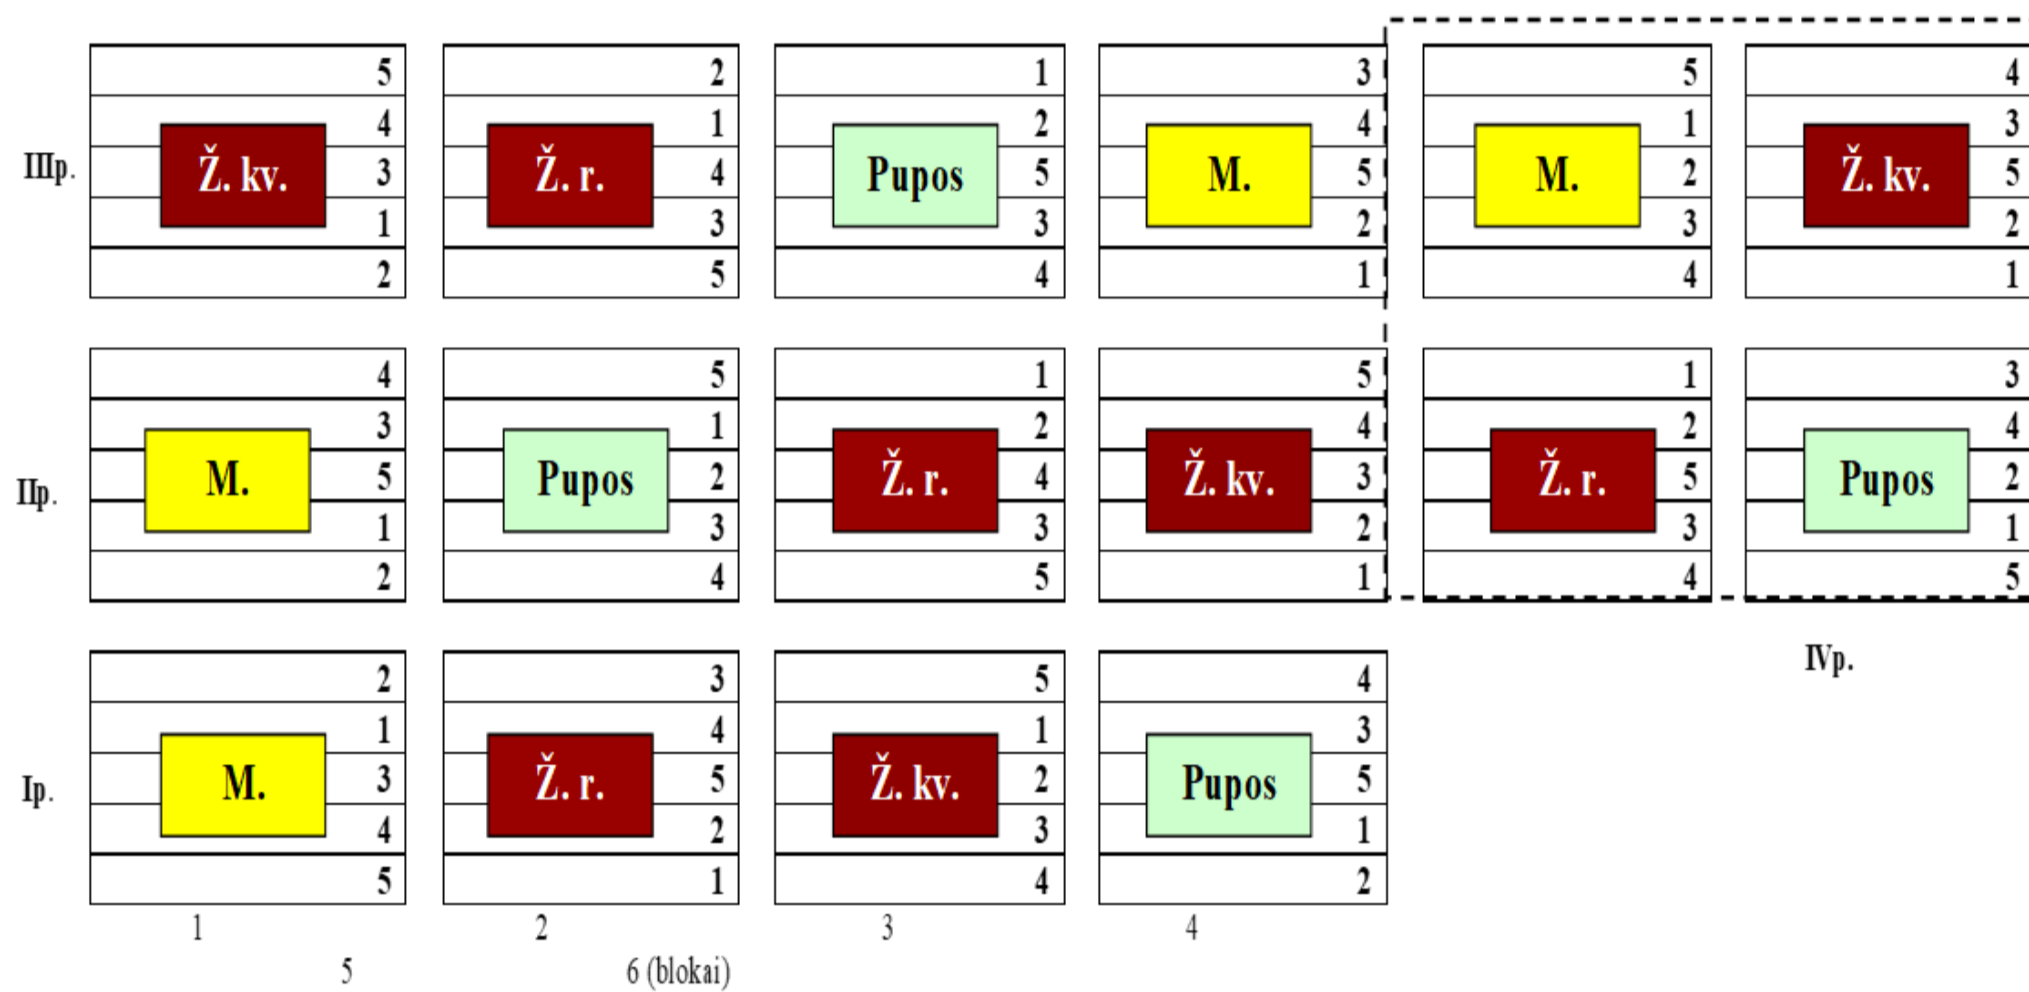 5 2 1 3 5 4
4 1 2 4 1 3
IIIp. Ž. kv. 3 Ž. r. 4 Pupos 5 M. 5 M. 2 Ž. kv. 5
1 3 3 2 3 2
2 5 4 1 4 1
4 5 1 5 1 3
3 1 2 4 2 4
IIp. M. 5 Pupos 2 Ž. r. 4 Ž. kv. 3 Ž. r. 5 Pupos 2
1 3 3 2 3 1
2 4 5 1 4 5
IVp.
2 3 5 4
1 4 1 3
Ip. M. 3 Ž. r. 5 Ž. kv. 2 Pupos 5
4 2 3 1
5 1 4 2
1 2 3 4
5 6 (blokai)